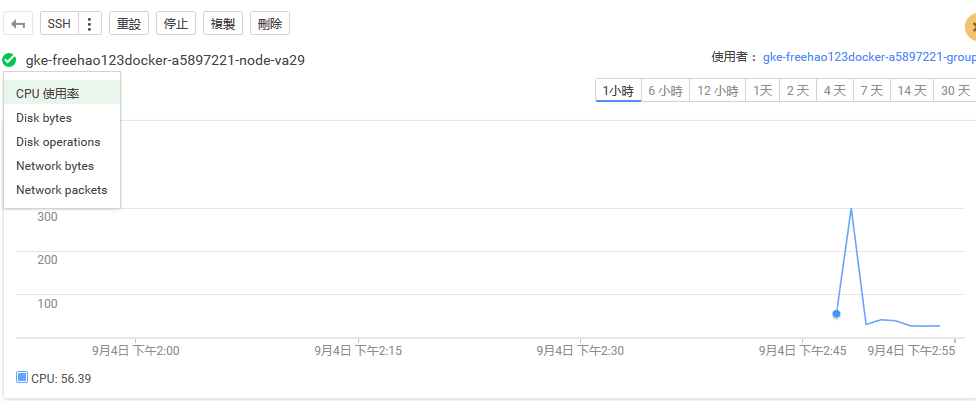 SSH 重設 停止 複製 刪除
gke-freehao123docker-a5897221-node-va29
使用者： gke-freehao123docker-a5897221-group
1小時 6 小時 12 小時 1天 2 天 4 天 7 天 14 天 30 天
CPU 使用率
Disk bytes
Disk operations
Network bytes
Network packets
300
200
100
9月4日 下午2:00 9月4日 下午2:15 9月4日 下午2:30 9月4日 下午2:45 9月4日 下午2:55
CPU: 56.39